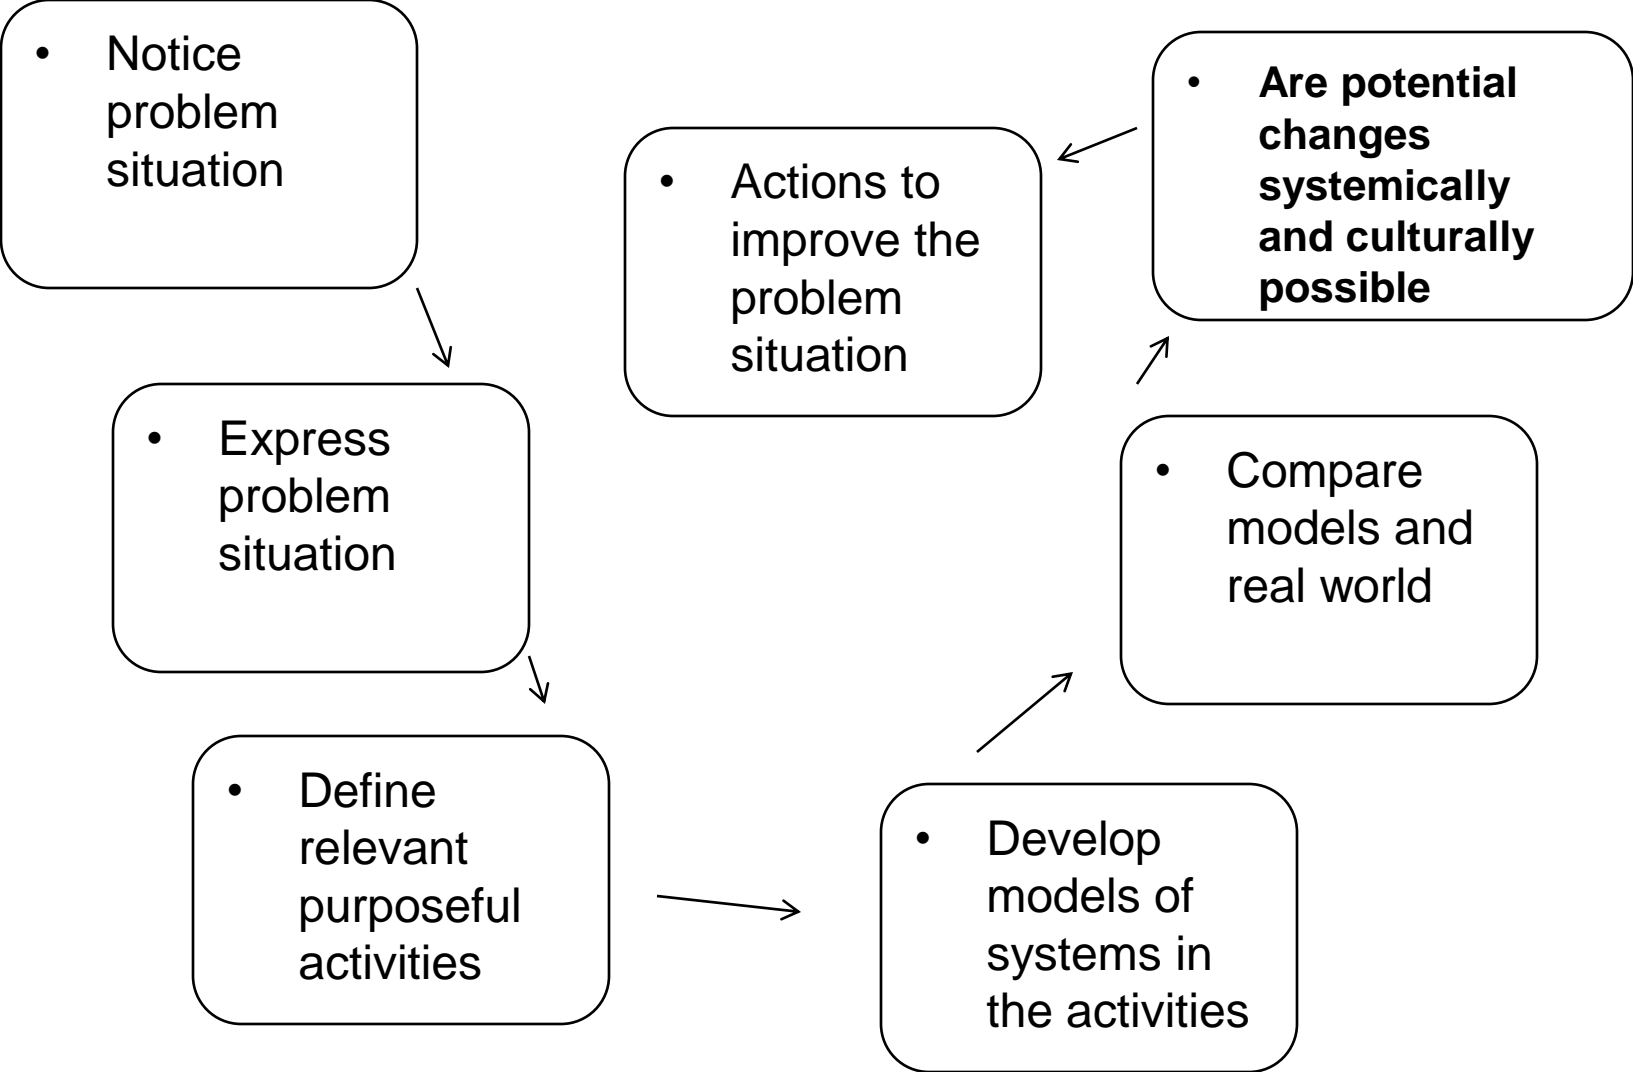 • Notice
problem
situation
• Express
problem
situation
• Define
relevant
purposeful
activities
• Develop
models of
systems in
the activities
• Compare
models and
real world
• Are potential
changes
systemically
and culturally
possible
• Actions to
improve the
problem
situation